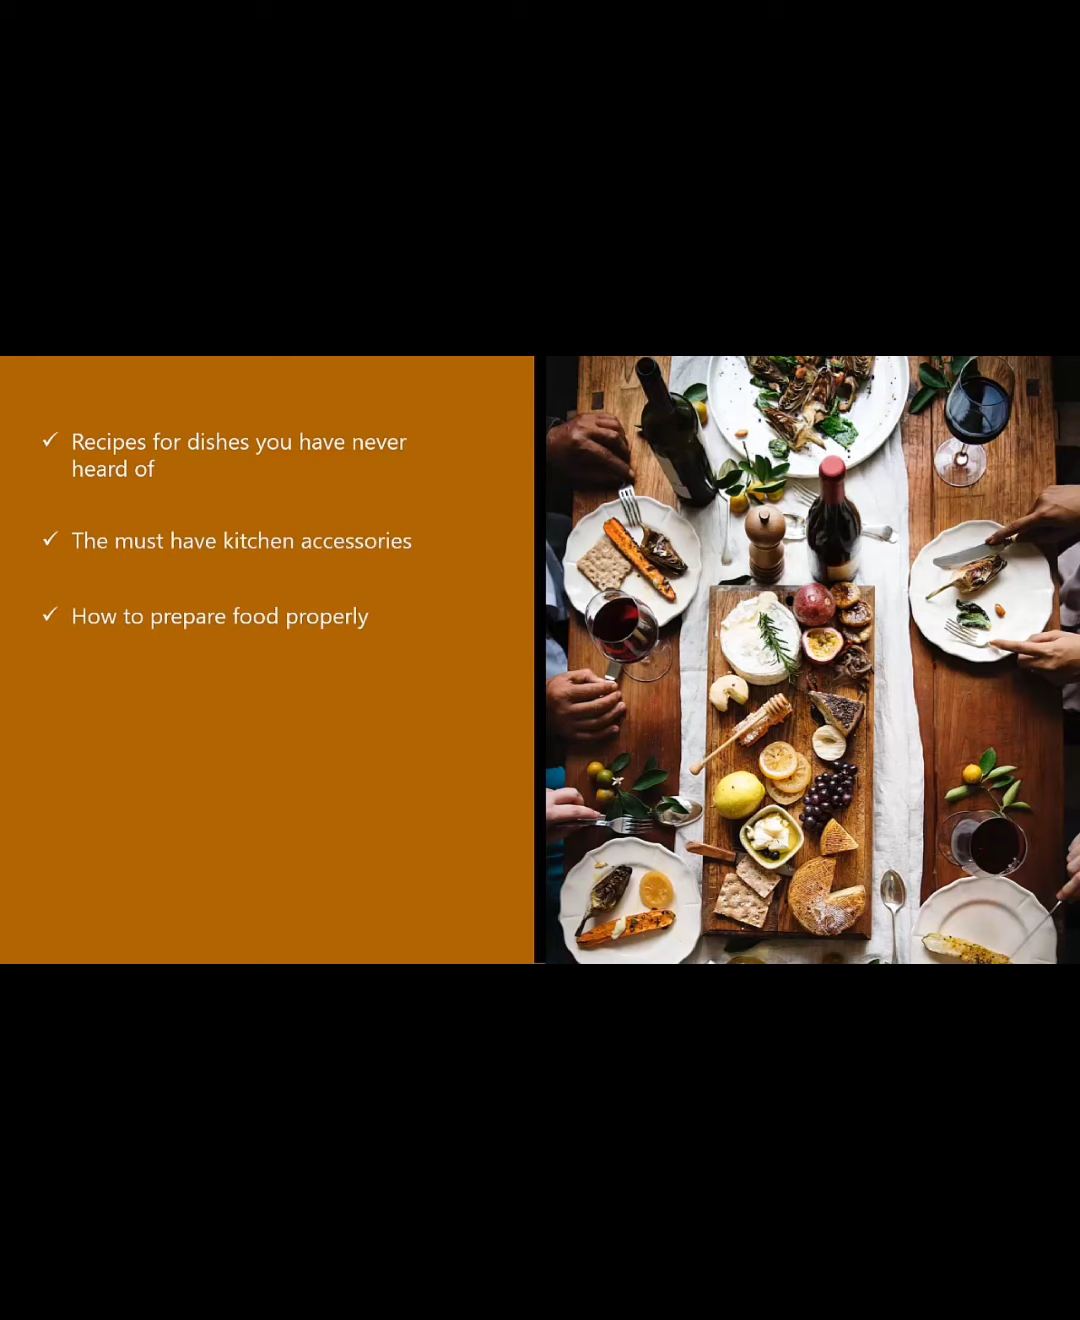 Recipes for dishes you have never
heard of
The must have kitchen accessories
How to prepare food properly